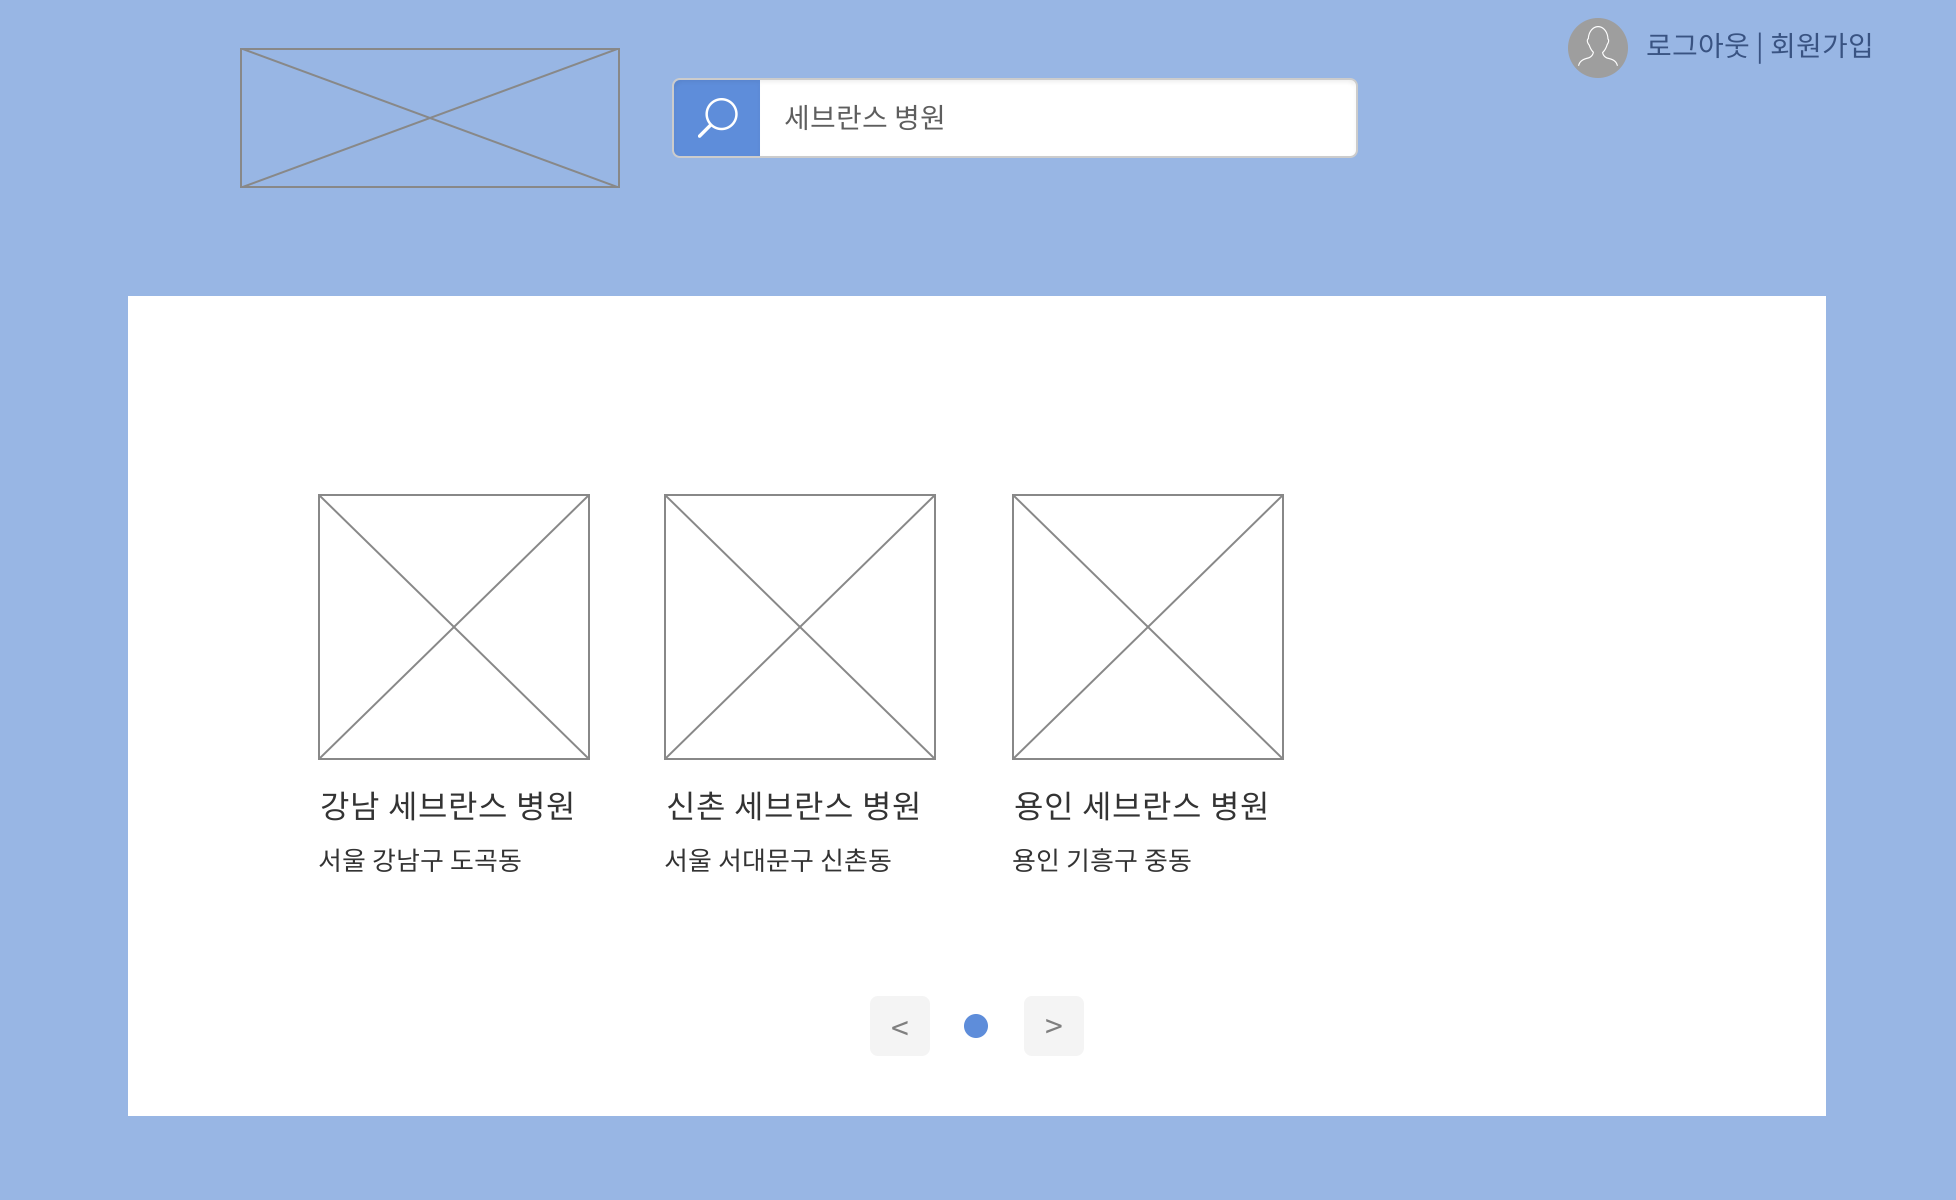 로그아웃 | 회원가입
세브란스 병원
강남 세브란스 병원
서울 강남구 도곡동
신촌 세브란스 병원
서울 서대문구 신촌동
용인 세브란스 병원
용인 기흥구 중동
< >